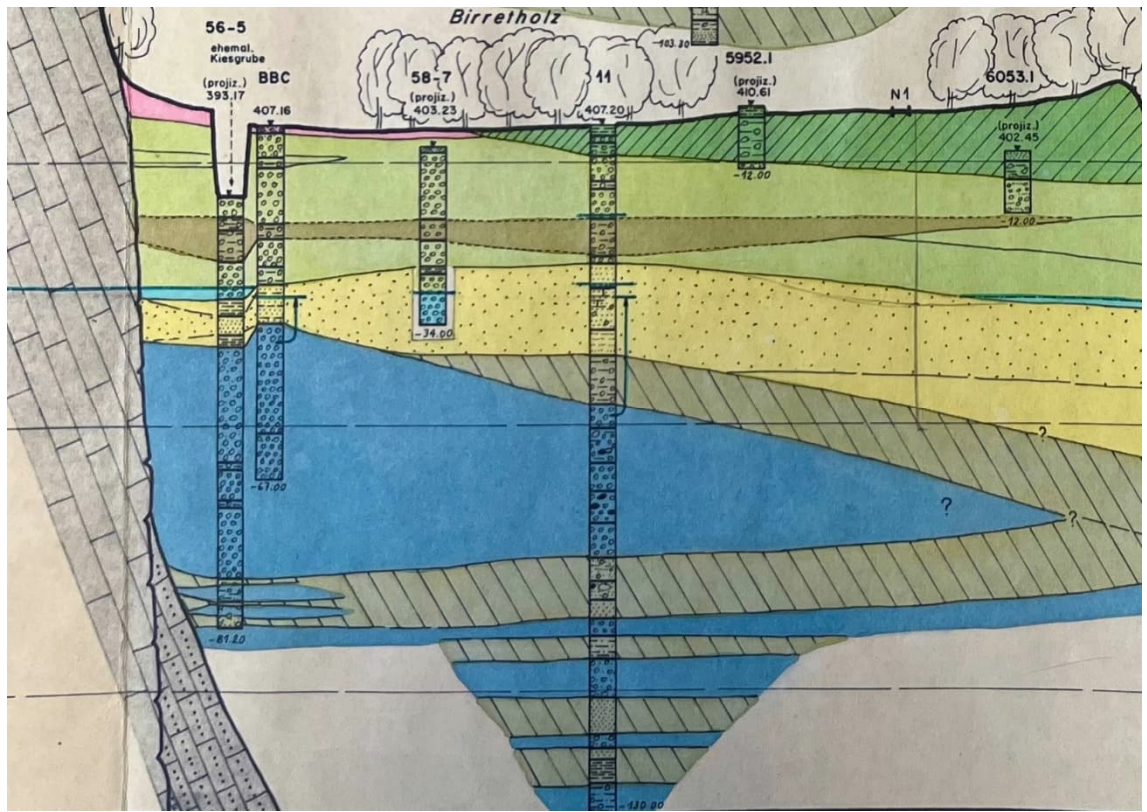 Birretholz
-103.80
56-5
ehemal.
Kiesgrube
(projiz.)
393.17
BBC
407.16
58-7
(projiz.)
403.23
11
407.20
5952.1
(projiz.)
410.61
N1
6053.1
(projiz.)
402.45
-12.00
-12.00
-34.00
?
-67.00
?
?
-81.20
-130.00